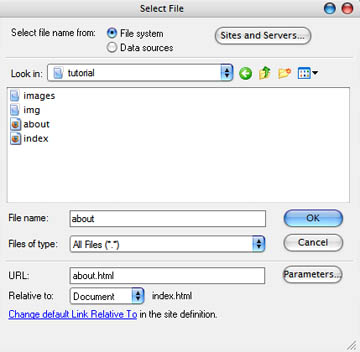 Select File
Select file name from: File system Sites and Servers...
Data sources
Look in: tutorial
images
img
about
index
File name: about OK
Files of type: All Files (*.*) Cancel
URL: about.html Parameters...
Relative to: Document index.html
Change default Link Relative To in the site definition.